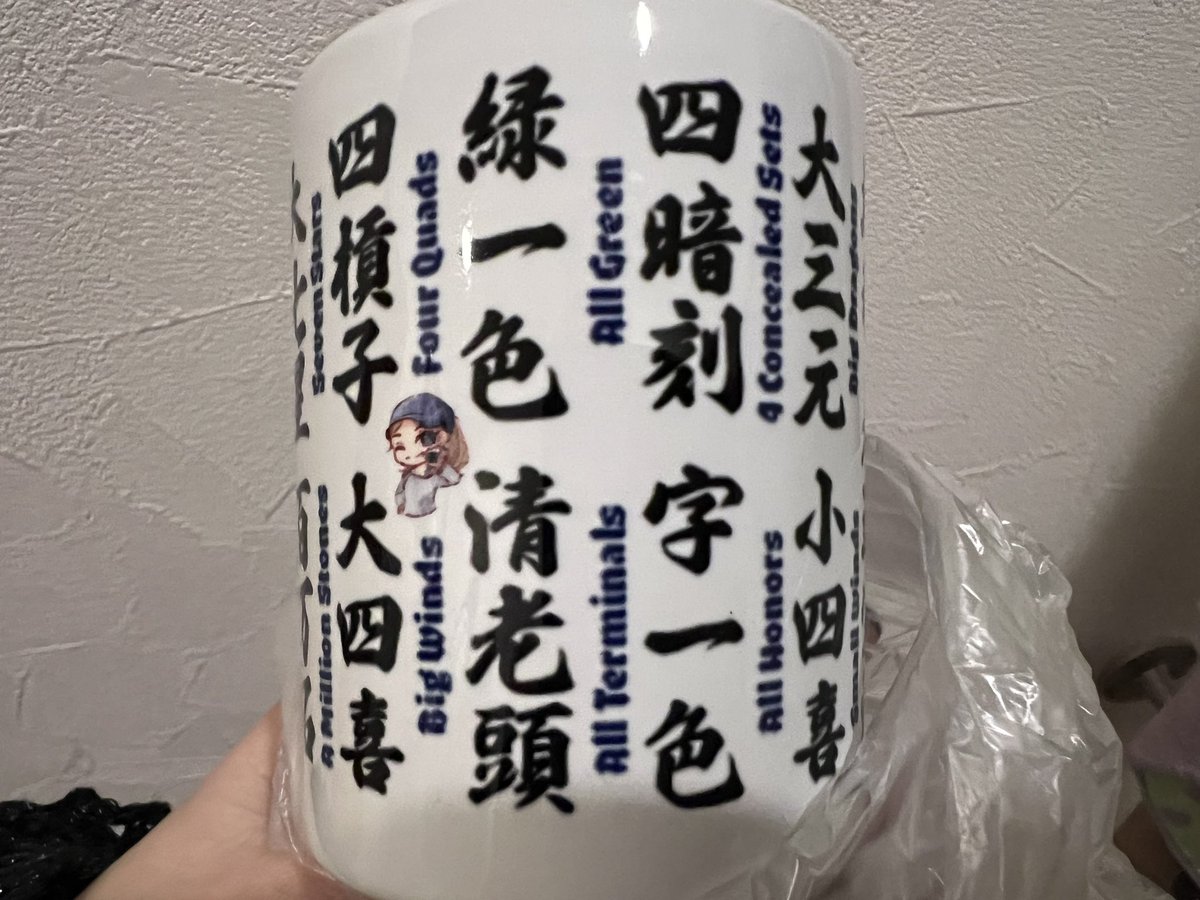 大三元
四暗刻
4 Concealed Sets
緑一色
All Green
四槓子
Four Quads
Seven Stars
小四喜
字一色
All Honors
清老頭
All Terminals
大四喜
Big Winds
A Million Stones